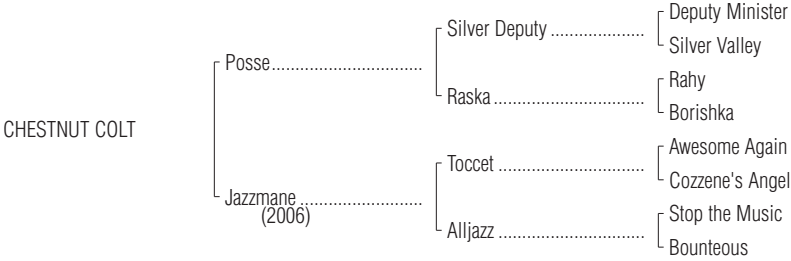 Deputy Minister
Silver Deputy ....................
Silver Valley
Posse................................
Rahy
Raska ................................
Borishka
CHESTNUT COLT
Awesome Again
Toccet ...............................
Cozzene's Angel
Jazzmane ..........................
(2006)
Stop the Music
Alljazz ...............................
Bounteous